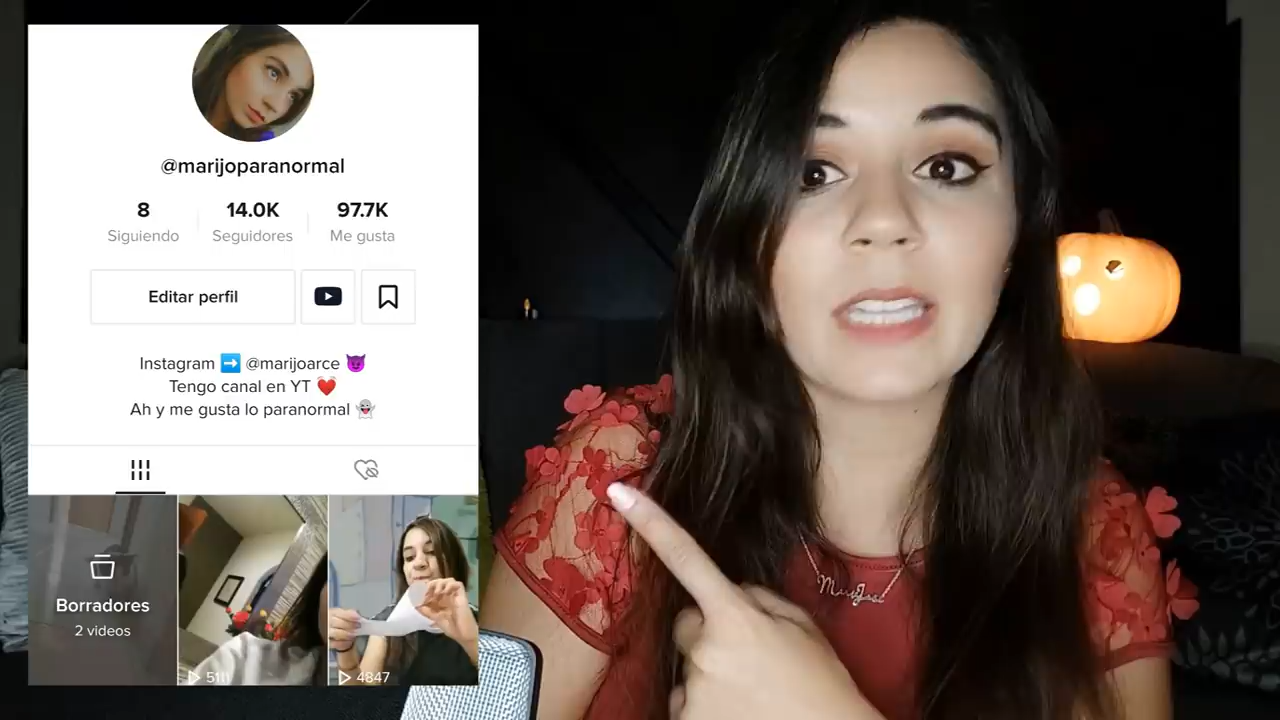 @marijoparanormal
8 14.0K 97.7K
Siguiendo Seguidores Me gusta
Editar perfil
Instagram ➡️ @marijoarce 😈
Tengo canal en YT 💓
Ah y me gusta lo paranormal 👻
Borradores
2 videos
4847